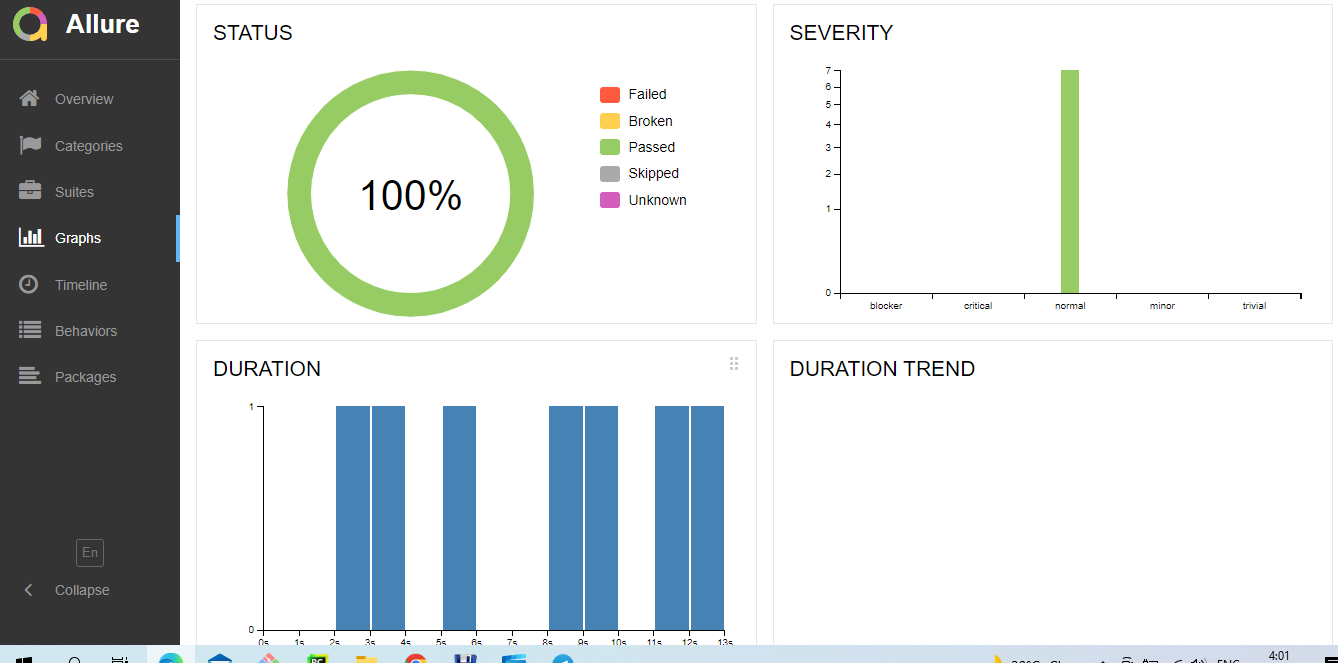 Allure
Overview
Categories
Suites
Graphs
Timeline
Behaviors
Packages
En
Collapse
STATUS
100%
Failed
Broken
Passed
Skipped
Unknown
SEVERITY
7
6
5
4
3
2
1
0
blocker critical normal minor trivial
DURATION
1
0
0s 1s 2s 3s 4s 5s 6s 7s 8s 9s 10s 11s 12s 13s
DURATION TREND
PC
4:01